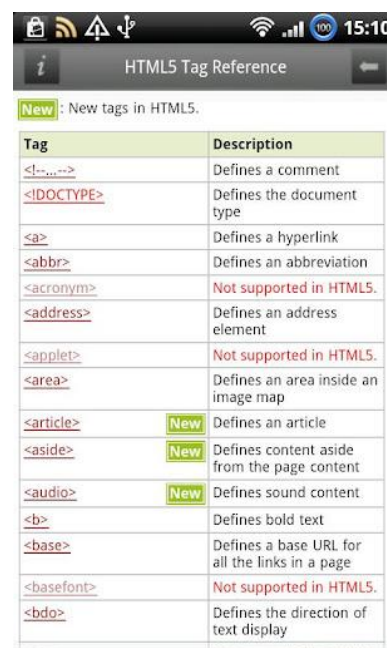 100 15:10
i HTML5 Tag Reference
New : New tags in HTML5.
Tag Description
<!--...--> Defines a comment
<!DOCTYPE> Defines the document
type
<a> Defines a hyperlink
<abbr> Defines an abbreviation
<acronym> Not supported in HTML5.
<address> Defines an address
element
<applet> Not supported in HTML5.
<area> Defines an area inside an
image map
<article> New Defines an article
<aside> New Defines content aside
from the page content
<audio> New Defines sound content
<b> Defines bold text
<base> Defines a base URL for
all the links in a page
<basefont> Not supported in HTML5.
<bdo> Defines the direction of
text display